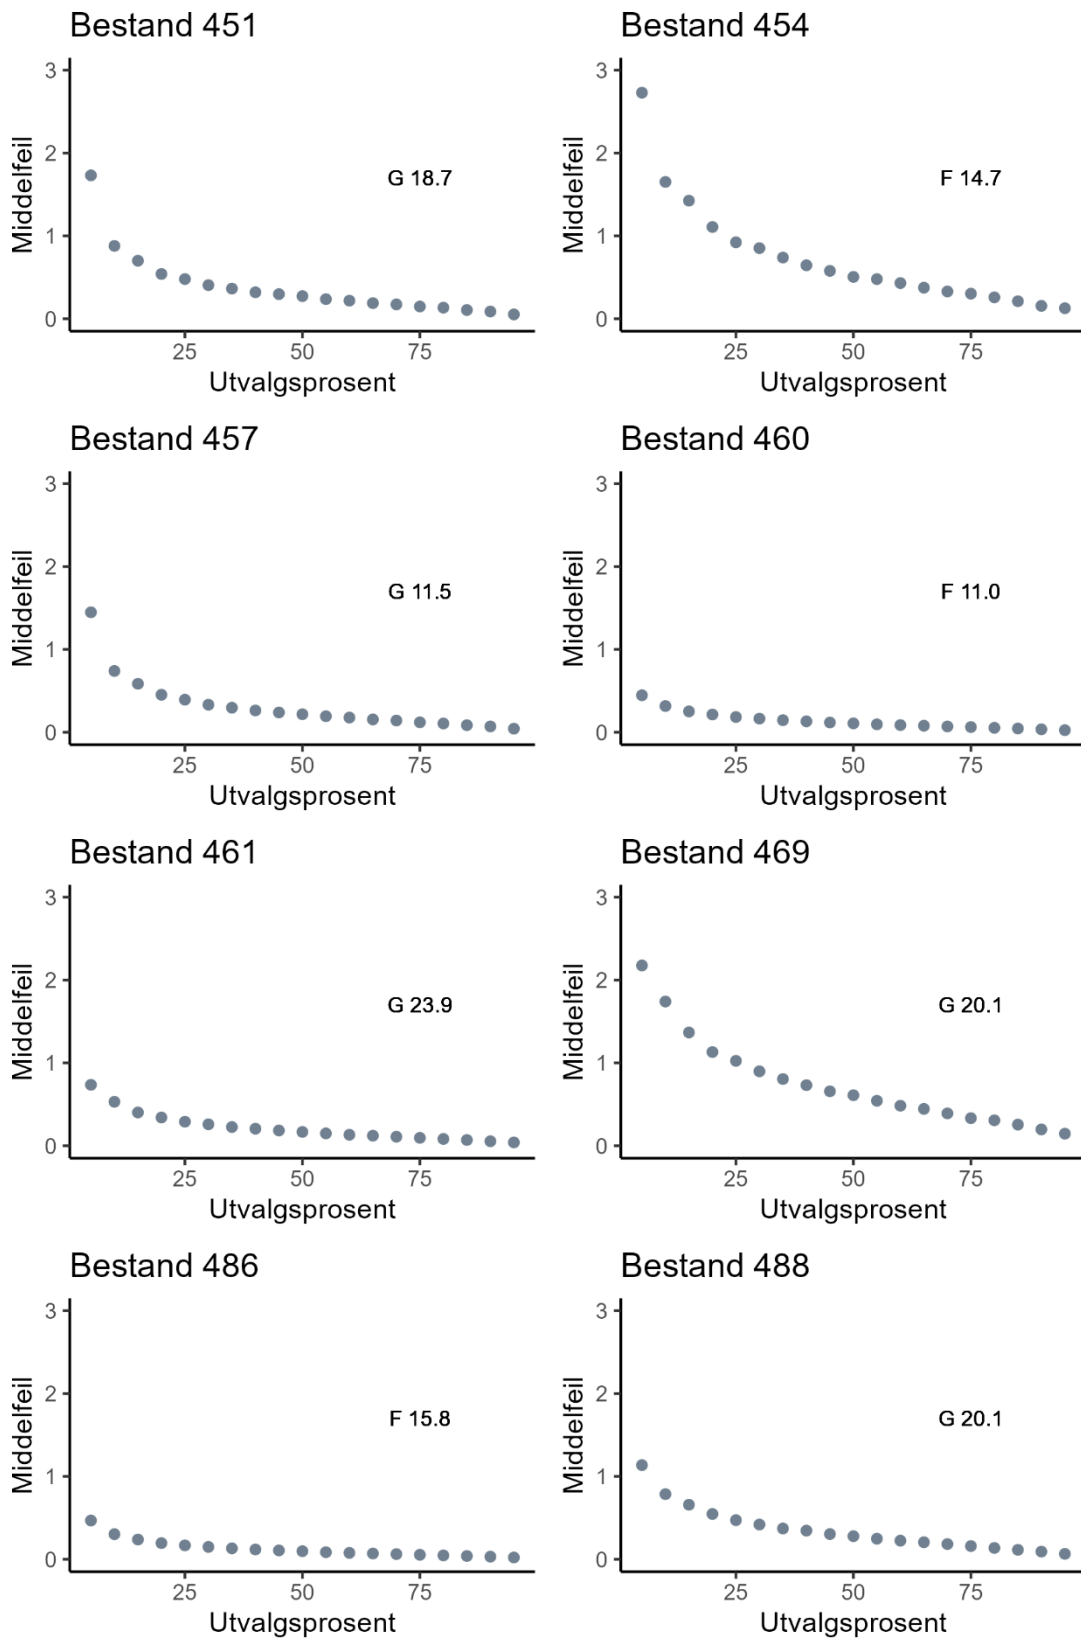 Bestand 451
3
2
1
0
Middelfeil
G 18.7
25 50 75
Utvalgsprosent
Bestand 454
3
2
1
0
Middelfeil
F 14.7
25 50 75
Utvalgsprosent
Bestand 457
3
2
1
0
Middelfeil
G 11.5
25 50 75
Utvalgsprosent
Bestand 460
3
2
1
0
Middelfeil
F 11.0
25 50 75
Utvalgsprosent
Bestand 461
3
2
1
0
Middelfeil
G 23.9
25 50 75
Utvalgsprosent
Bestand 469
3
2
1
0
Middelfeil
G 20.1
25 50 75
Utvalgsprosent
Bestand 486
3
2
1
0
Middelfeil
F 15.8
25 50 75
Utvalgsprosent
Bestand 488
3
2
1
0
Middelfeil
G 20.1
25 50 75
Utvalgsprosent